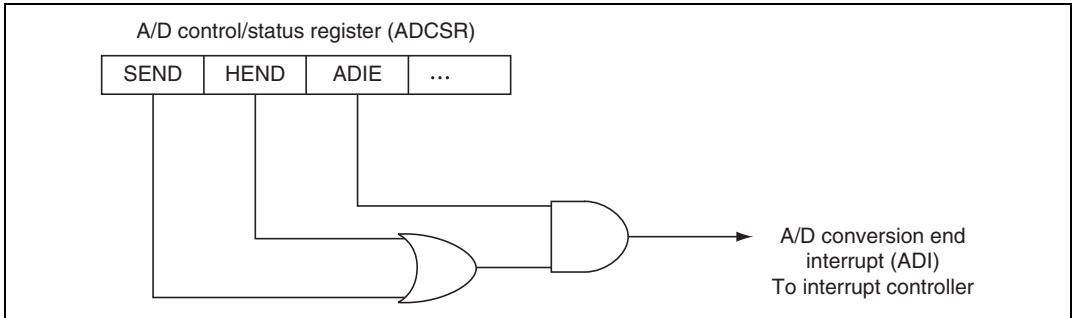 A/D control/status register (ADCSR)
SEND HEND ADIE ...
A/D conversion end
interrupt (ADI)
To interrupt controller